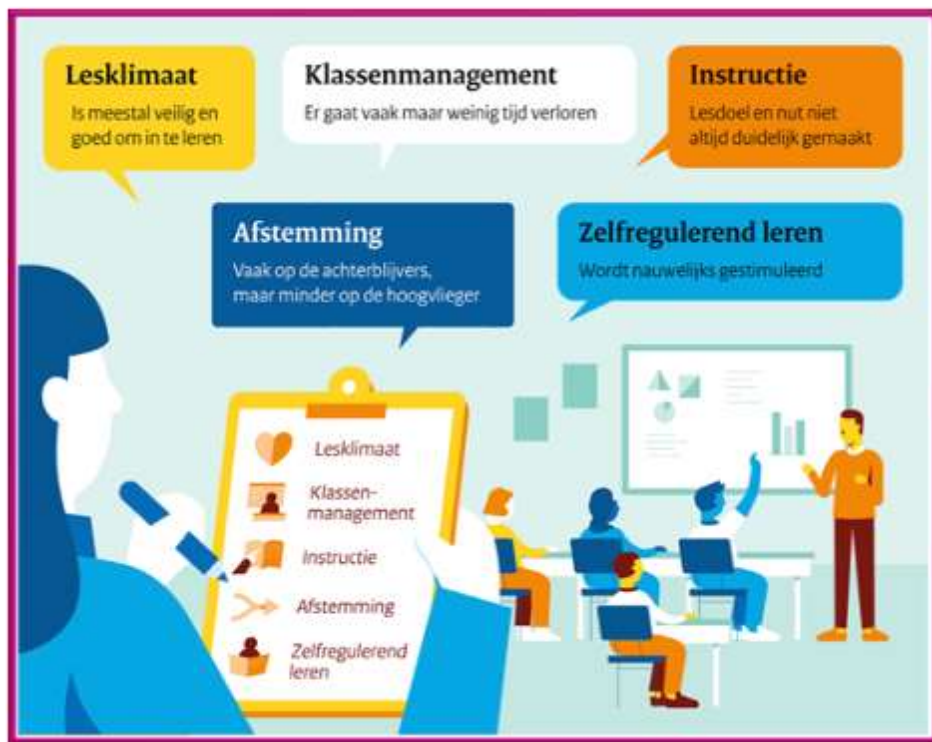 Lesklimaat
Is meestal veilig en
goed om in te leren
Klassenmanagement
Er gaat vaak maar weinig tijd verloren
Instructie
Lesdoel en nut niet
altijd duidelijk gemaakt
Afstemming
Vaak op de achterblijvers,
maar minder op de hoogvlieger
Zelfregulerend leren
Wordt nauwelijks gestimuleerd
Lesklimaat
Klassen-
management
Instructie
Afstemming
Zelfregulerend
leren